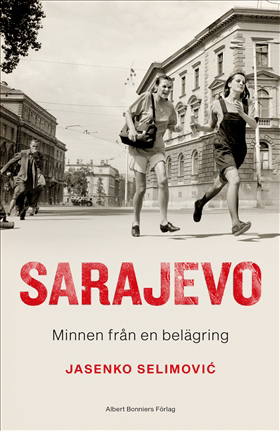 SARAJEVO
Minnen från en belägring
JASENKO SELIMOVIĆ
Albert Bonniers Förlag